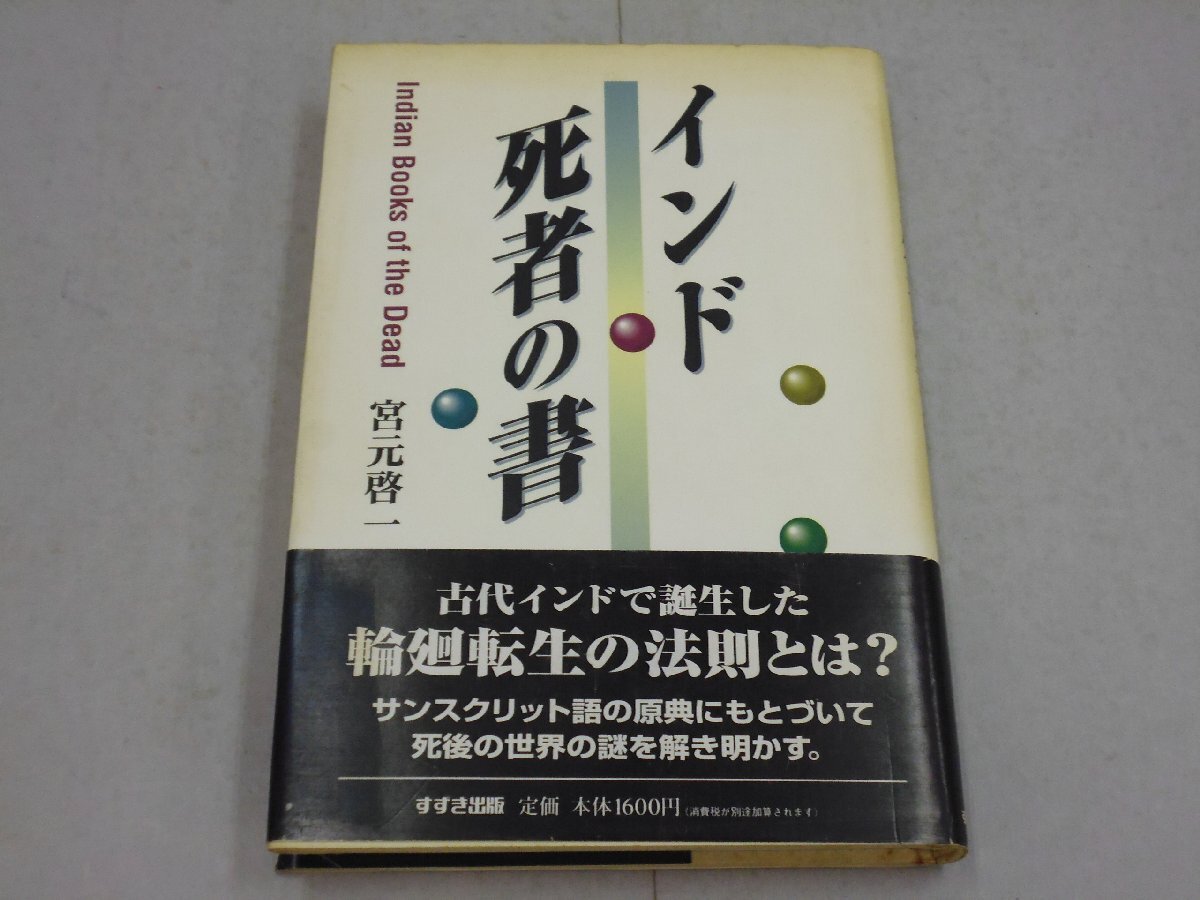 インド
死者の書
Indian Books of the Dead
宮元啓一
古代インドで誕生した
輪廻転生の法則とは?
サンスクリット語の原典にもとづいて
死後の世界の謎を解き明かす。
すずき出版 定価 本体1600円(消費税が別途加算されます)